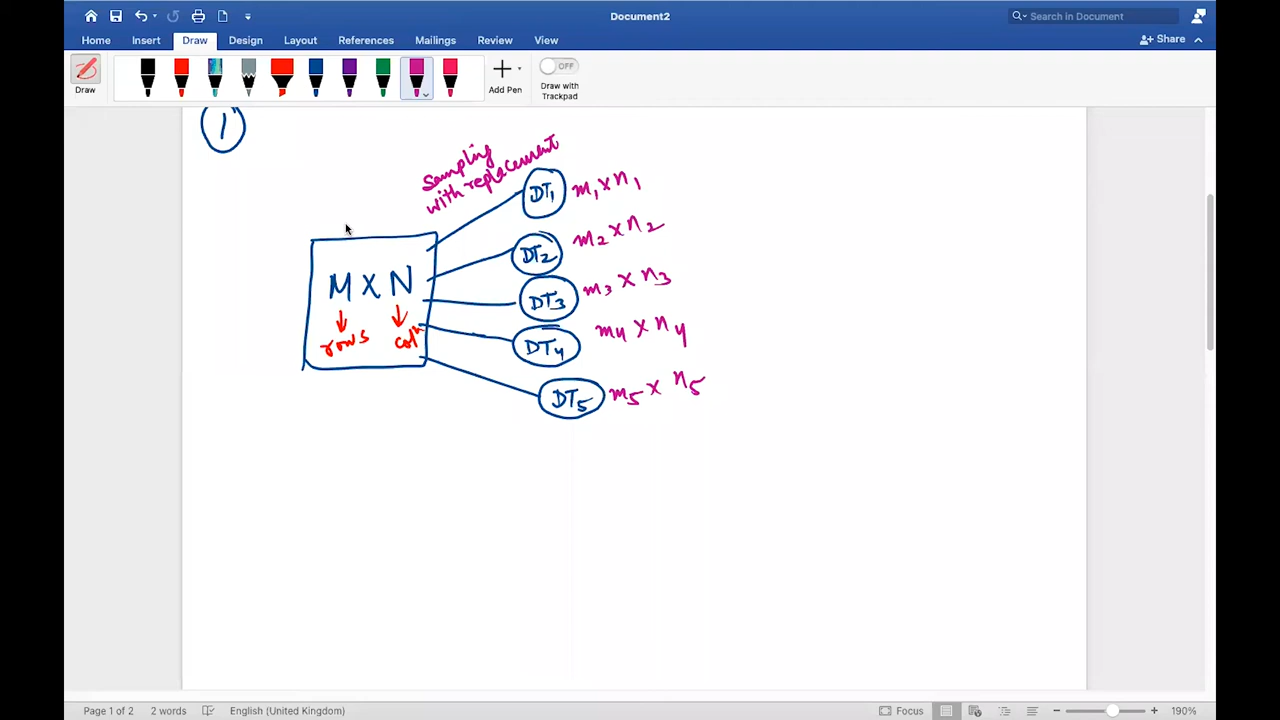 Document2
Search in Document
Home Insert Draw Design Layout References Mailings Review View
Share
Draw
Add Pen
OFF
Draw with
Trackpad
1
Sampling
with replacement
DT1 m1 x n1
DT2 m2 x n2
M X N
DT3 m3 x n3
rows colⁿ
DT4 m4 x n4
DT5 m5 x n5
Page 1 of 2 2 words English (United Kingdom) Focus 190%